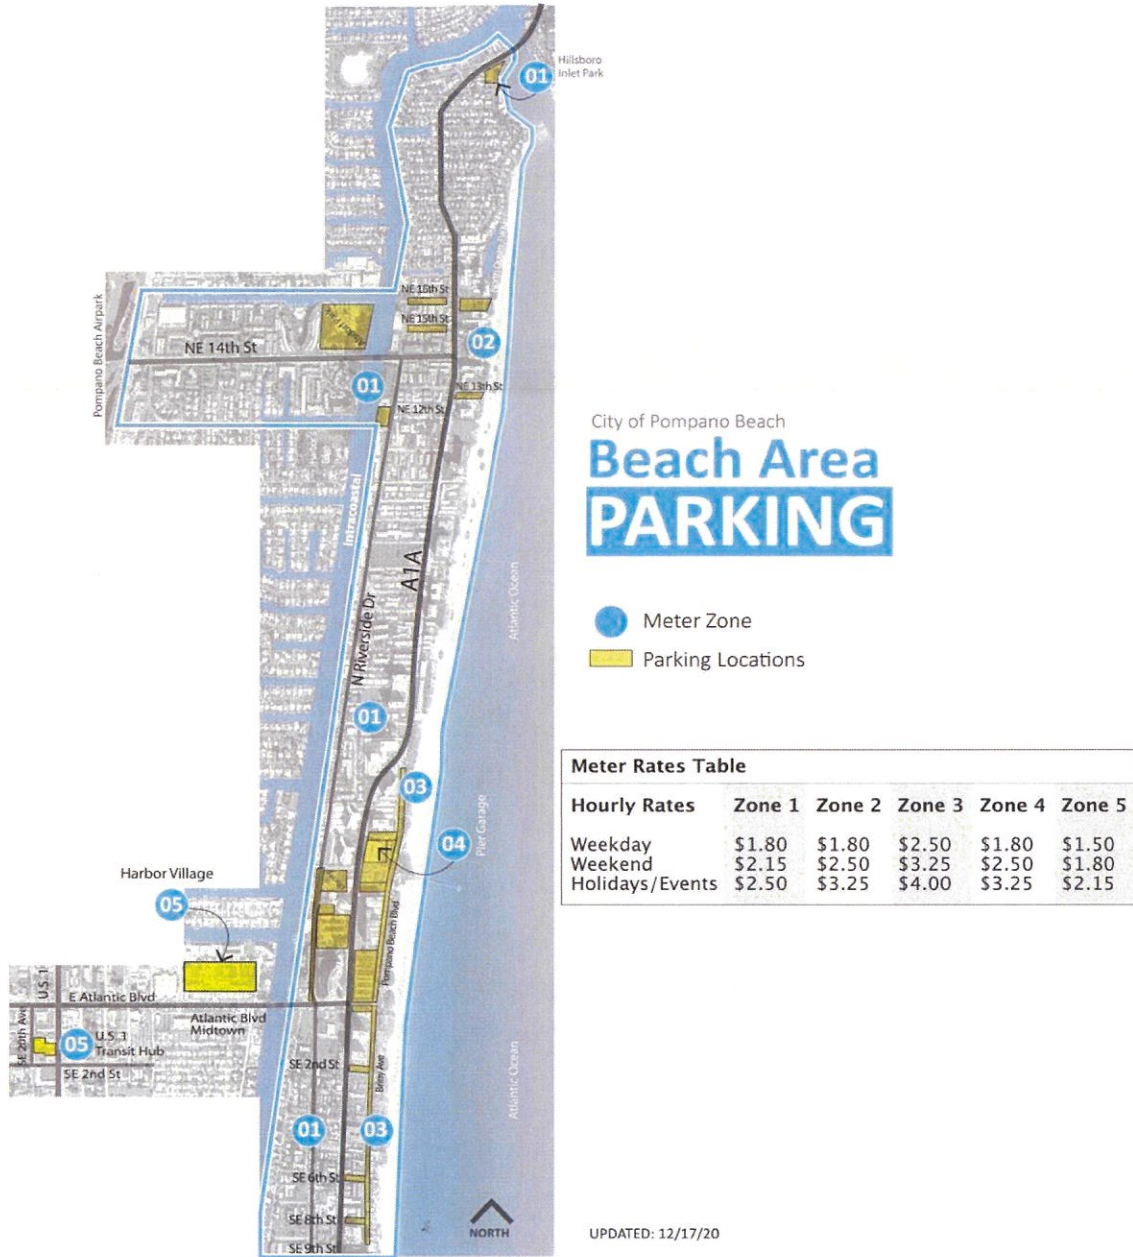 01
Hillsboro
Inlet Park
NE 16th St
NE 15th St
02
Pompano Beach Airpark
NE 14th St
01
NE 13th St
NE 12th St
Intracoastal
A1A
N Riverside Dr
Atlantic Ocean
01
03
04
Pier Garage
Harbor Village
05
Pompano Beach Blvd
U.S. 1
E Atlantic Blvd
Atlantic Blvd
Midtown
SE 20th Ave
05
U.S. 1
Transit Hub
SE 2nd St
SE 2nd St
Briny Ave
Atlantic Ocean
01
03
SE 6th St
SE 8th St
SE 9th St
NORTH
City of Pompano Beach
Beach Area
PARKING
Meter Zone
Parking Locations
Meter Rates Table
Hourly Rates Zone 1 Zone 2 Zone 3 Zone 4 Zone 5
Weekday $1.80 $1.80 $2.50 $1.80 $1.50
Weekend $2.15 $2.50 $3.25 $2.50 $1.80
Holidays/Events $2.50 $3.25 $4.00 $3.25 $2.15
UPDATED: 12/17/20